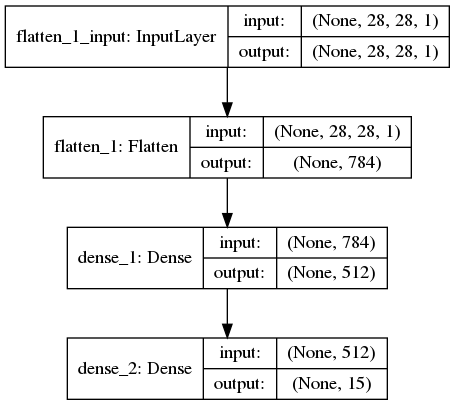 flatten_1_input: InputLayer
input: (None, 28, 28, 1)
output: (None, 28, 28, 1)
flatten_1: Flatten
input: (None, 28, 28, 1)
output: (None, 784)
dense_1: Dense
input: (None, 784)
output: (None, 512)
dense_2: Dense
input: (None, 512)
output: (None, 15)